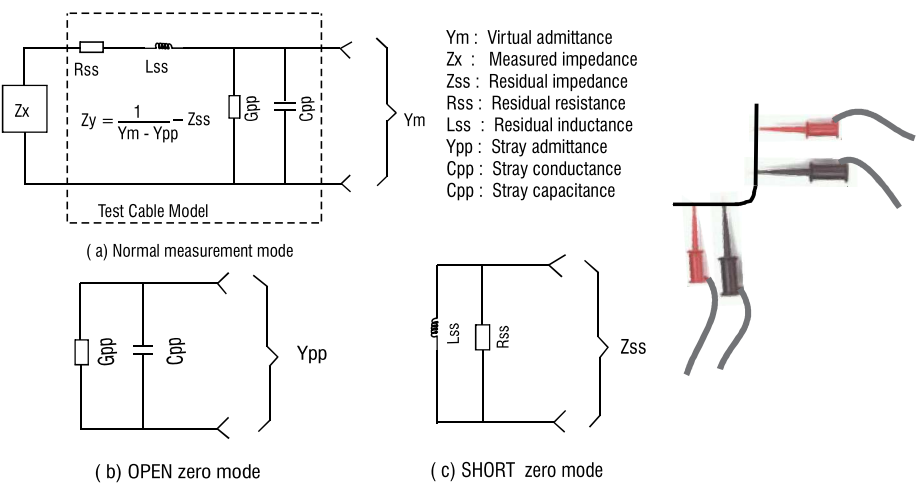 Rss
Lss
Zx
Zy = 1 / (Ym - Ypp) - Zss
Gpp
Cpp
Ym
Test Cable Model
( a) Normal measurement mode
Ym : Virtual admittance
Zx : Measured impedance
Zss : Residual impedance
Rss : Residual resistance
Lss : Residual inductance
Ypp : Stray admittance
Cpp : Stray conductance
Cpp : Stray capacitance
Gpp
Cpp
Ypp
( b) OPEN zero mode
Lss
Rss
Zss
( c) SHORT zero mode